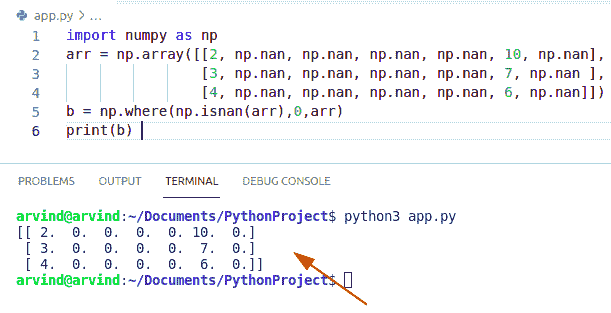 app.py > ...
1 import numpy as np
2 arr = np.array([[2, np.nan, np.nan, np.nan, np.nan, 10, np.nan],
3 [3, np.nan, np.nan, np.nan, np.nan, 7, np.nan ],
4 [4, np.nan, np.nan, np.nan, np.nan, 6, np.nan]])
5 b = np.where(np.isnan(arr),0,arr)
6 print(b)
PROBLEMS OUTPUT TERMINAL DEBUG CONSOLE
arvind@arvind:~/Documents/PythonProject$ python3 app.py
[[ 2.  0.  0.  0.  0. 10.  0.]
 [ 3.  0.  0.  0.  0.  7.  0.]
 [ 4.  0.  0.  0.  0.  6.  0.]]
arvind@arvind:~/Documents/PythonProject$